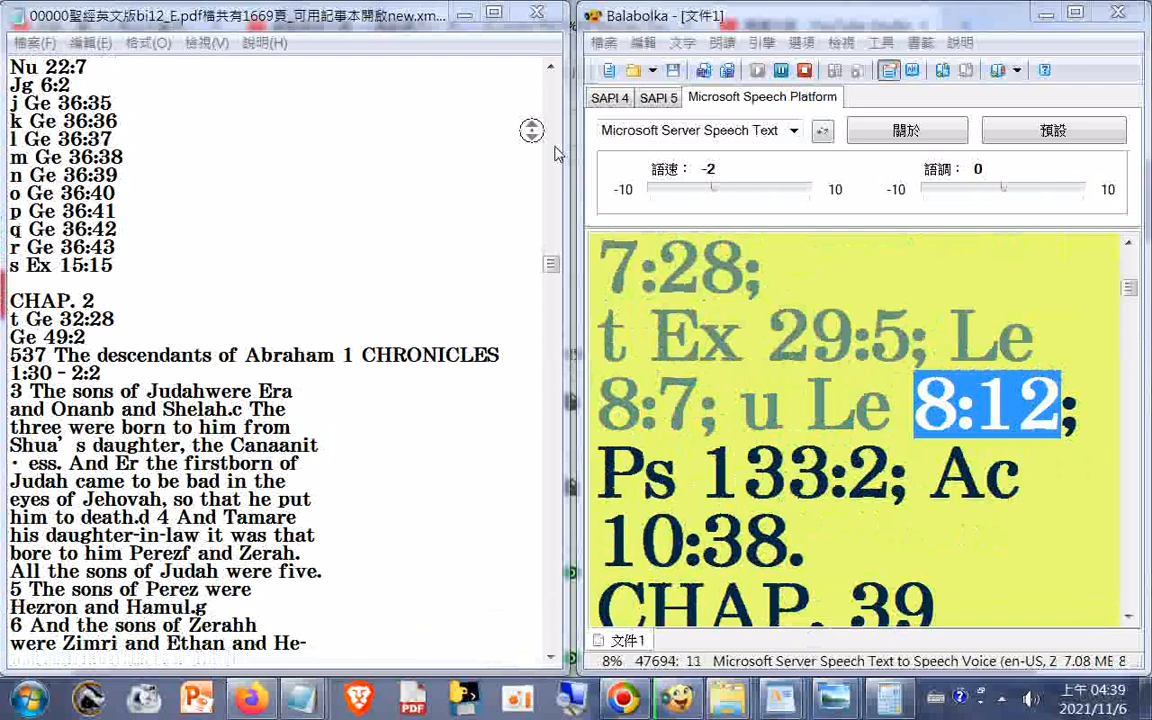 00000聖經英文版bi12_E.pdf檔共有1669頁_可用記事本開啟new.xm...
檔案(F) 編輯(E) 格式(O) 檢視(V) 說明(H)
Nu 22:7
Jg 6:2
j Ge 36:35
k Ge 36:36
l Ge 36:37
m Ge 36:38
n Ge 36:39
o Ge 36:40
p Ge 36:41
q Ge 36:42
r Ge 36:43
s Ex 15:15
CHAP. 2
t Ge 32:28
Ge 49:2
537 The descendants of Abraham 1 CHRONICLES
1:30 – 2:2
3 The sons of Judahwere Era
and Onanb and Shelah.c The
three were born to him from
Shua’s daughter, the Canaanit
· ess. And Er the firstborn of
Judah came to be bad in the
eyes of Jehovah, so that he put
him to death.d 4 And Tamare
his daughter-in-law it was that
bore to him Perezf and Zerah.
All the sons of Judah were five.
5 The sons of Perez were
Hezron and Hamul.g
6 And the sons of Zerahh
were Zimri and Ethan and He-
Balabolka - [文件1]
檔案 編輯 文字 朗讀 引擎 選項 檢視 工具 書籤 說明
SAPI 4 SAPI 5 Microsoft Speech Platform
Microsoft Server Speech Text 關於 預設
語速： -2 語調： 0
-10 10 -10 10
7:28;
t Ex 29:5; Le
8:7; u Le 8:12;
Ps 133:2; Ac
10:38.
CHAP. 39
文件1
8% 47694: 11 Microsoft Server Speech Text to Speech Voice (en-US, Z 7.08 MB 8
PDF
上午 04:39
2021/11/6